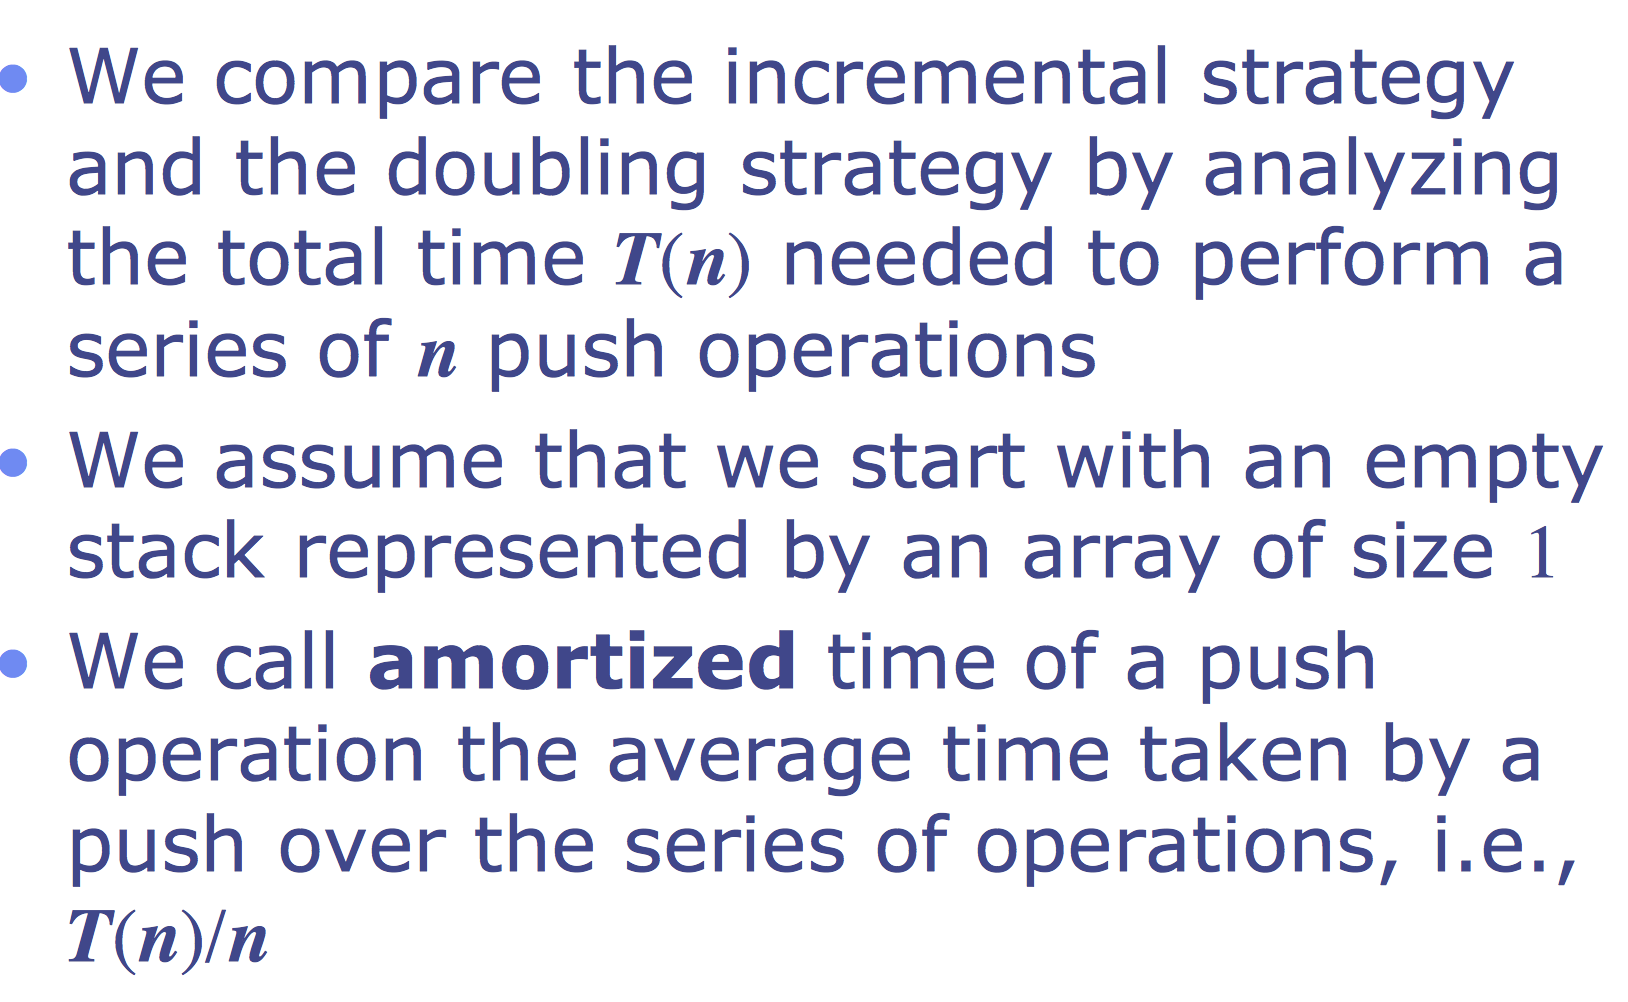 • We compare the incremental strategy
and the doubling strategy by analyzing
the total time T(n) needed to perform a
series of n push operations
• We assume that we start with an empty
stack represented by an array of size 1
• We call amortized time of a push
operation the average time taken by a
push over the series of operations, i.e.,
T(n)/n